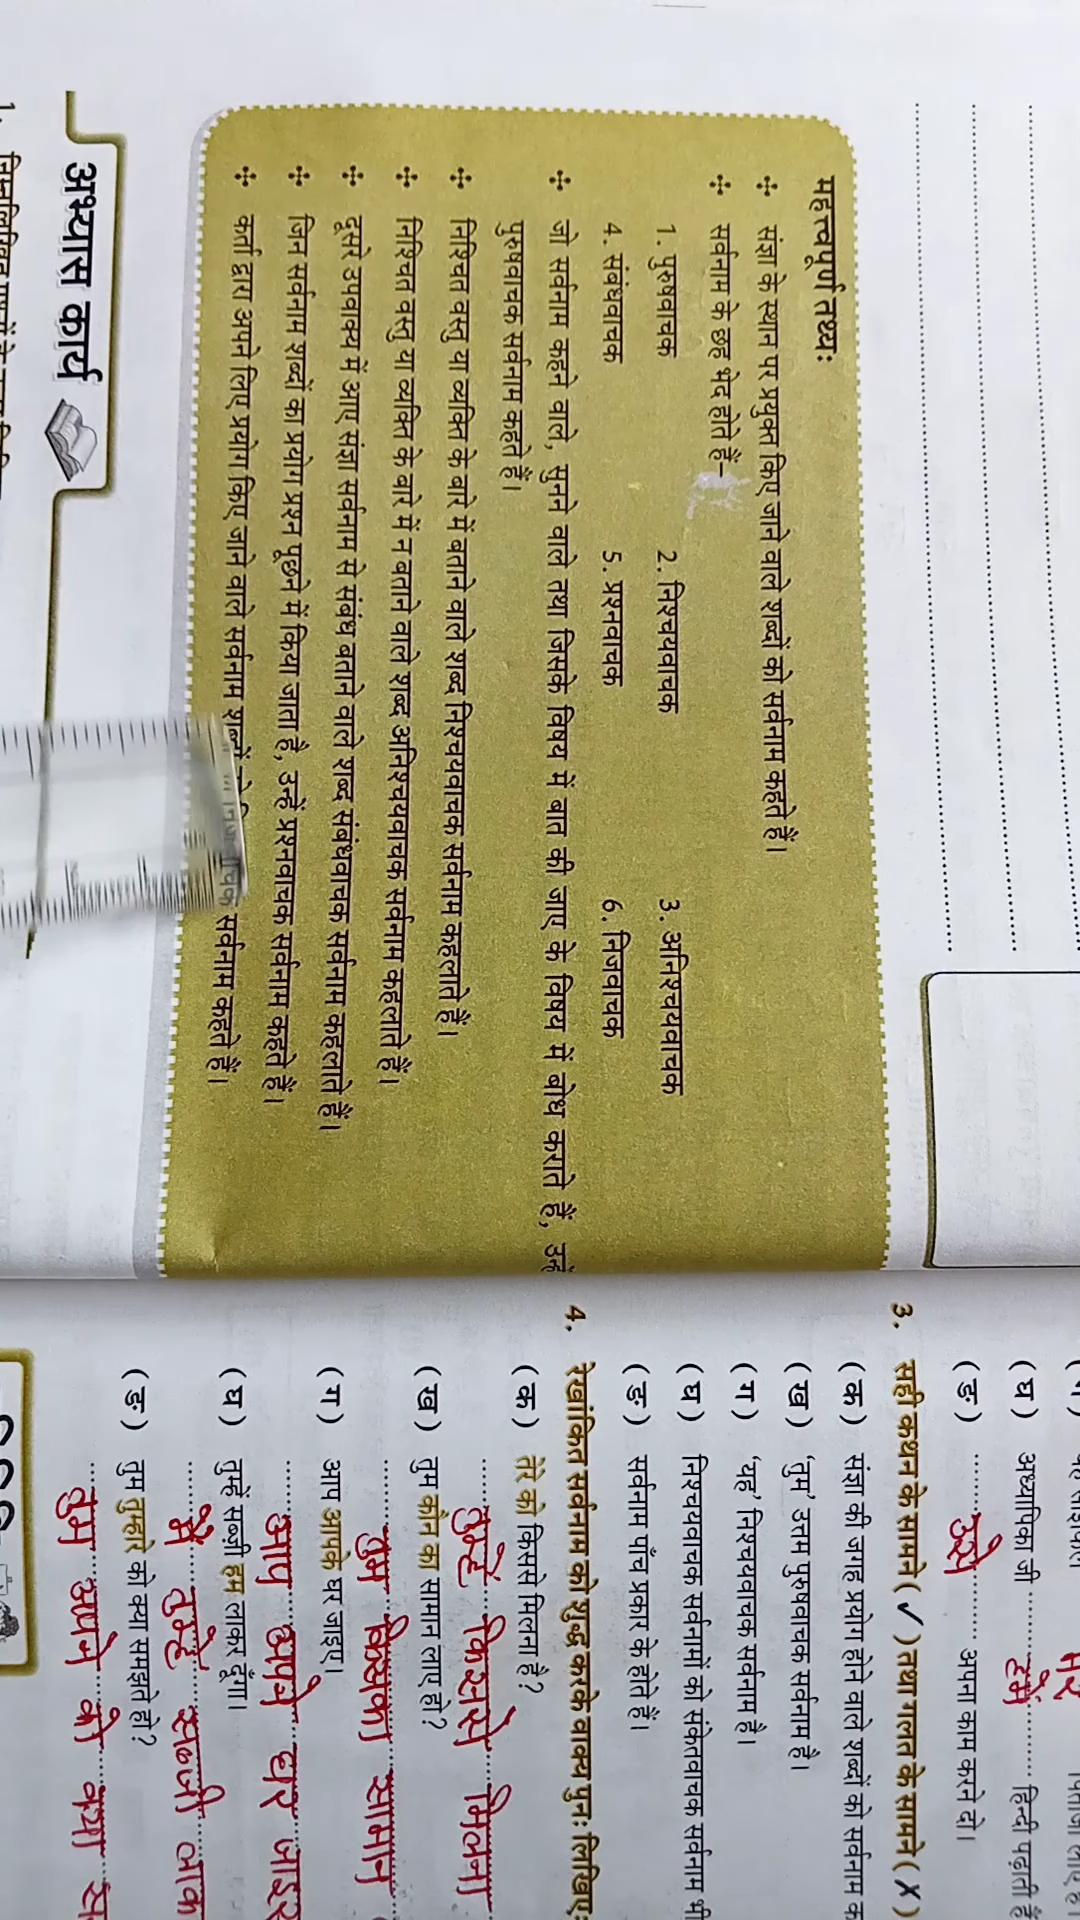 महत्त्वपूर्ण तथ्य:
संज्ञा के स्थान पर प्रयुक्त किए जाने वाले शब्दों को सर्वनाम कहते हैं।
सर्वनाम के छह भेद होते हैं–
1. पुरुषवाचक 2. निश्चयवाचक 3. अनिश्चयवाचक
4. संबंधवाचक 5. प्रश्नवाचक 6. निजवाचक
जो सर्वनाम कहने वाले, सुनने वाले तथा जिसके विषय में बात की जाए के विषय में बोध कराते हैं, उन्हें
पुरुषवाचक सर्वनाम कहते हैं।
निश्चित वस्तु या व्यक्ति के बारे में बताने वाले शब्द निश्चयवाचक सर्वनाम कहलाते हैं।
निश्चित वस्तु या व्यक्ति के बारे में न बताने वाले शब्द अनिश्चयवाचक सर्वनाम कहलाते हैं।
दूसरे उपवाक्य में आए संज्ञा सर्वनाम से संबंध बताने वाले शब्द संबंधवाचक सर्वनाम कहलाते हैं।
जिन सर्वनाम शब्दों का प्रयोग प्रश्न पूछने में किया जाता है, उन्हें प्रश्नवाचक सर्वनाम कहते हैं।
कर्ता द्वारा अपने लिए प्रयोग किए जाने वाले सर्वनाम सर्वनाम कहते हैं।
अभ्यास कार्य
(घ) अध्यापिका जी हमें हिन्दी पढ़ाती हैं
(ङ) उसे अपना काम करने दो।
3. सही कथन के सामने (✓) तथा गलत के सामने (✗)
(क) संज्ञा की जगह प्रयोग होने वाले शब्दों को सर्वनाम क
(ख) 'तुम' उत्तम पुरुषवाचक सर्वनाम है।
(ग) 'यह' निश्चयवाचक सर्वनाम है।
(घ) निश्चयवाचक सर्वनामों को संकेतवाचक सर्वनाम भी
(ङ) सर्वनाम पाँच प्रकार के होते हैं।
4. रेखांकित सर्वनाम को शुद्ध करके वाक्य पुनः लिखिए:
(क) तेरे को किससे मिलना है?
तुम्हें किससे मिलना
(ख) तुम कौन का सामान लाए हो?
तुम किसका सामान
(ग) आप आपके घर जाइए।
आप अपने घर जाइए
(घ) तुम्हें सब्ज़ी हम लाकर दूँगा।
मैं तुम्हें सब्जी लाक
(ङ) तुम तुम्हारे को क्या समझते हो?
तुम अपने को क्या स